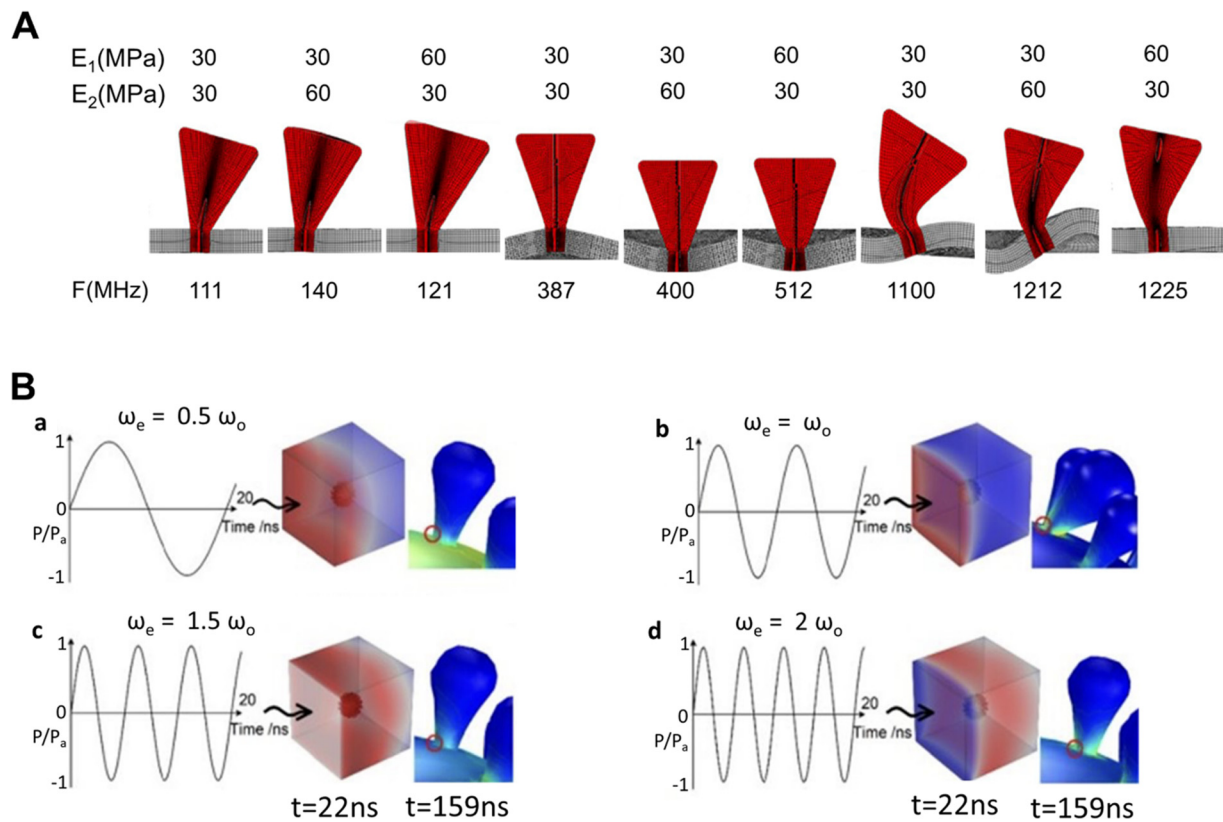 A
E₁(MPa) 30 30 60 30 30 60 30 30 60
E₂(MPa) 30 60 30 30 60 30 30 60 30
F(MHz) 111 140 121 387 400 512 1100 1212 1225
B
a ωₑ = 0.5 ωₒ
1
0
P/Pₐ
-1
20
Time /ns
b ωₑ = ωₒ
1
0
P/Pₐ
-1
20
Time /ns
c ωₑ = 1.5 ωₒ
1
0
P/Pₐ
-1
20
Time /ns
t=22ns t=159ns
d ωₑ = 2 ωₒ
1
0
P/Pₐ
-1
20
Time /ns
t=22ns t=159ns